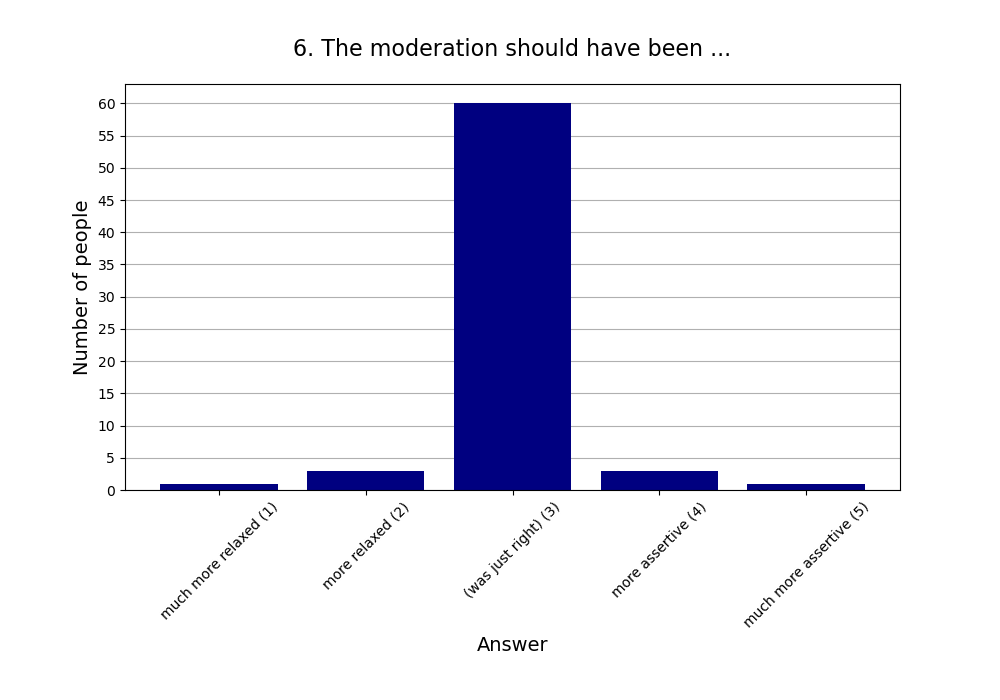 6. The moderation should have been ...
Number of people
60
55
50
45
40
35
30
25
20
15
10
5
0
much more relaxed (1)
more relaxed (2)
(was just right) (3)
more assertive (4)
much more assertive (5)
Answer